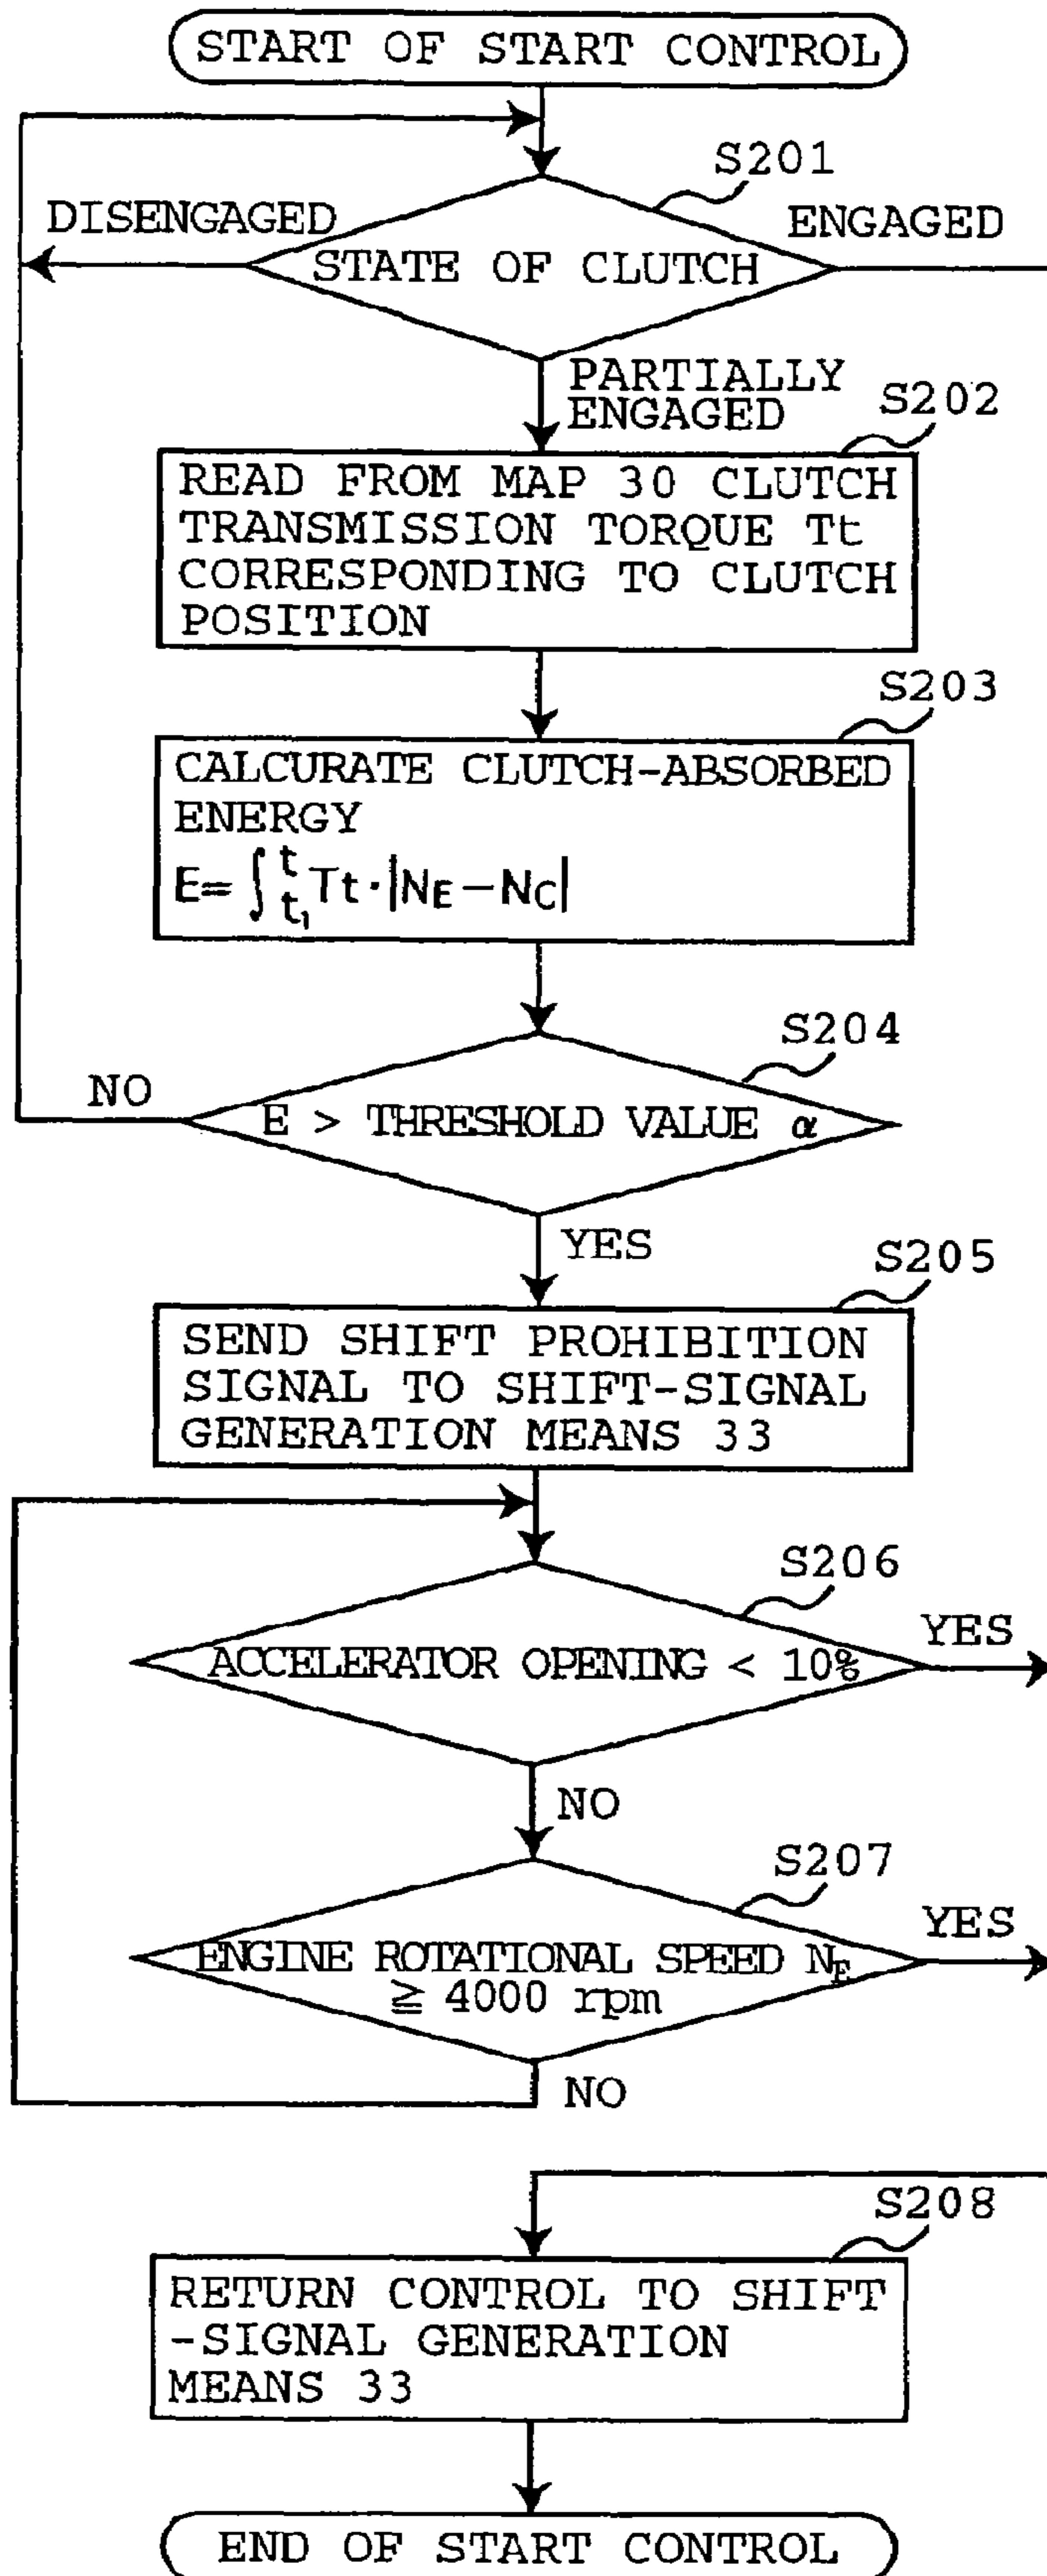 START OF START CONTROL
S201
DISENGAGED
ENGAGED
STATE OF CLUTCH
PARTIALLY
ENGAGED
S202
READ FROM MAP 30 CLUTCH
TRANSMISSION TORQUE Tt
CORRESPONDING TO CLUTCH
POSITION
S203
CALCURATE CLUTCH-ABSORBED
ENERGY
E= ∫ t t₁ Tt·|NE-NC|
S204
NO
E > THRESHOLD VALUE α
YES
S205
SEND SHIFT PROHIBITION
SIGNAL TO SHIFT-SIGNAL
GENERATION MEANS 33
S206
YES
ACCELERATOR OPENING < 10%
NO
S207
YES
ENGINE ROTATIONAL SPEED NE
≧ 4000 rpm
NO
S208
RETURN CONTROL TO SHIFT
-SIGNAL GENERATION
MEANS 33
END OF START CONTROL